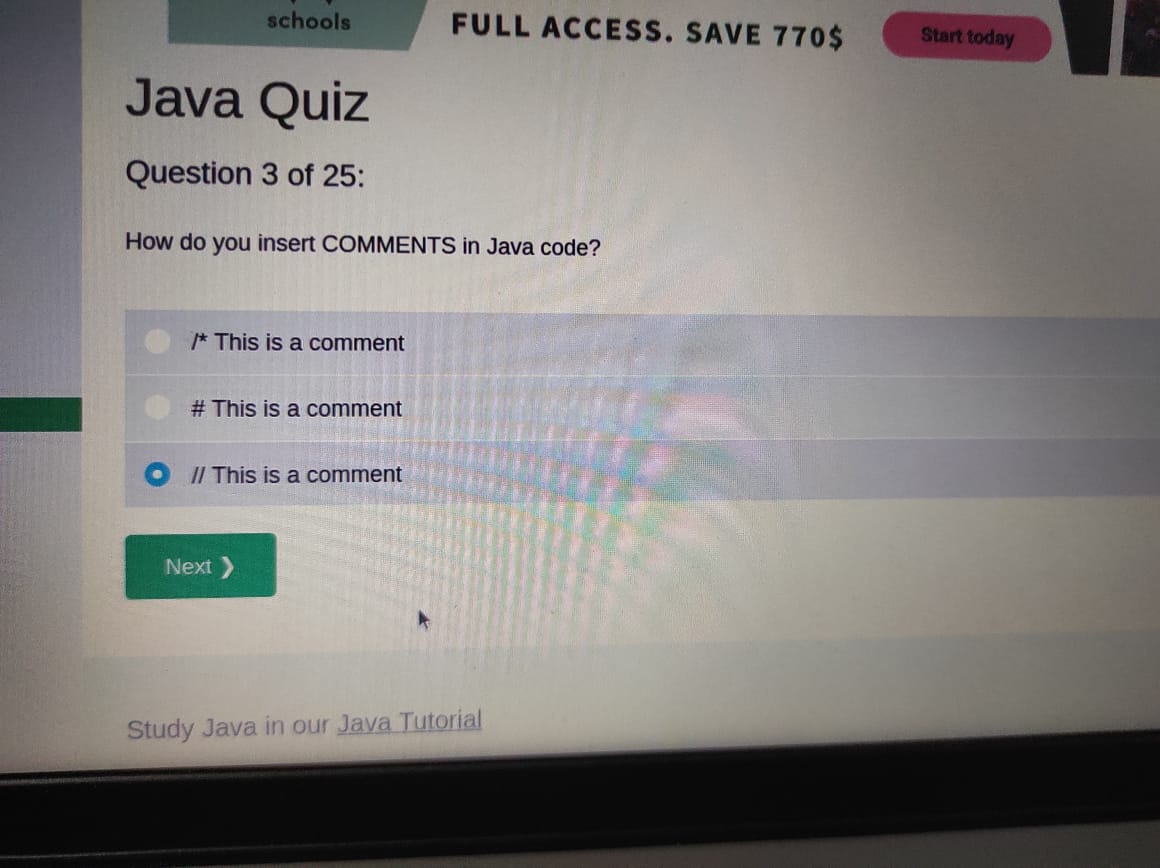 schools
FULL ACCESS. SAVE 770$
Start today
Java Quiz
Question 3 of 25:
How do you insert COMMENTS in Java code?
/* This is a comment
# This is a comment
// This is a comment
Next ❯
Study Java in our Java Tutorial